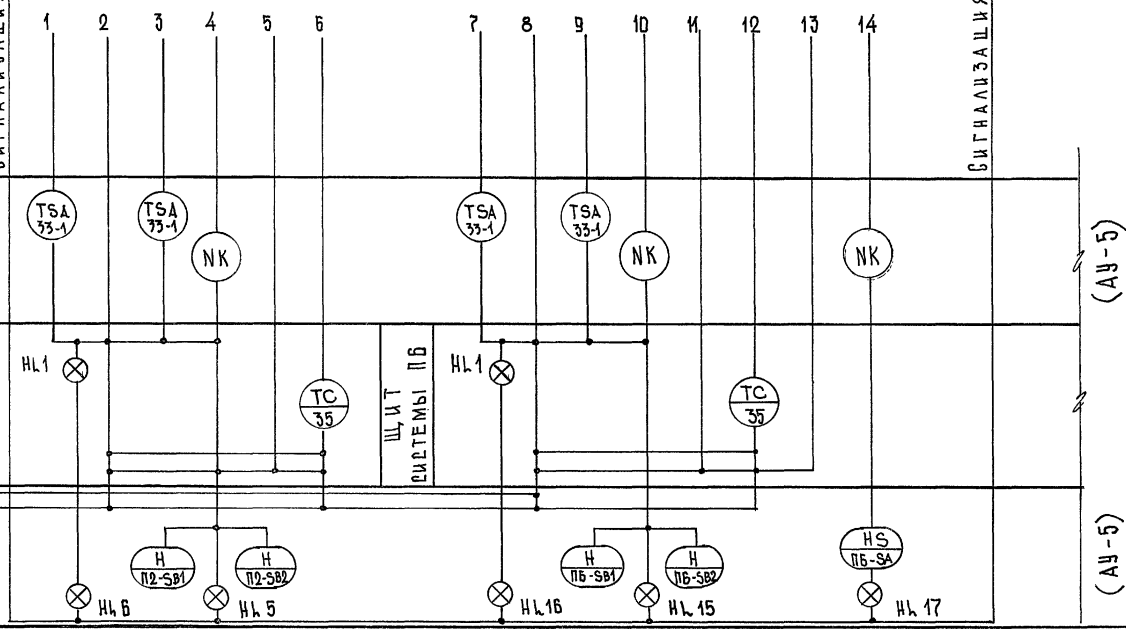 1 2 3 4 5 6 7 8 9 10 11 12 13 14
СИГНАЛИЗАЦИЯ
TSA 33-1
TSA 33-1
NK
TSA 33-1
TSA 33-1
NK
NK
(АУ-5)
HL1
TC 35
ЩИТ
СИСТЕМЫ П6
HL1
TC 35
H П2-SB1
H П2-SB2
H П6-SB1
H П6-SB2
HS П6-SA
(АУ-5)
HL6
HL5
HL16
HL15
HL17